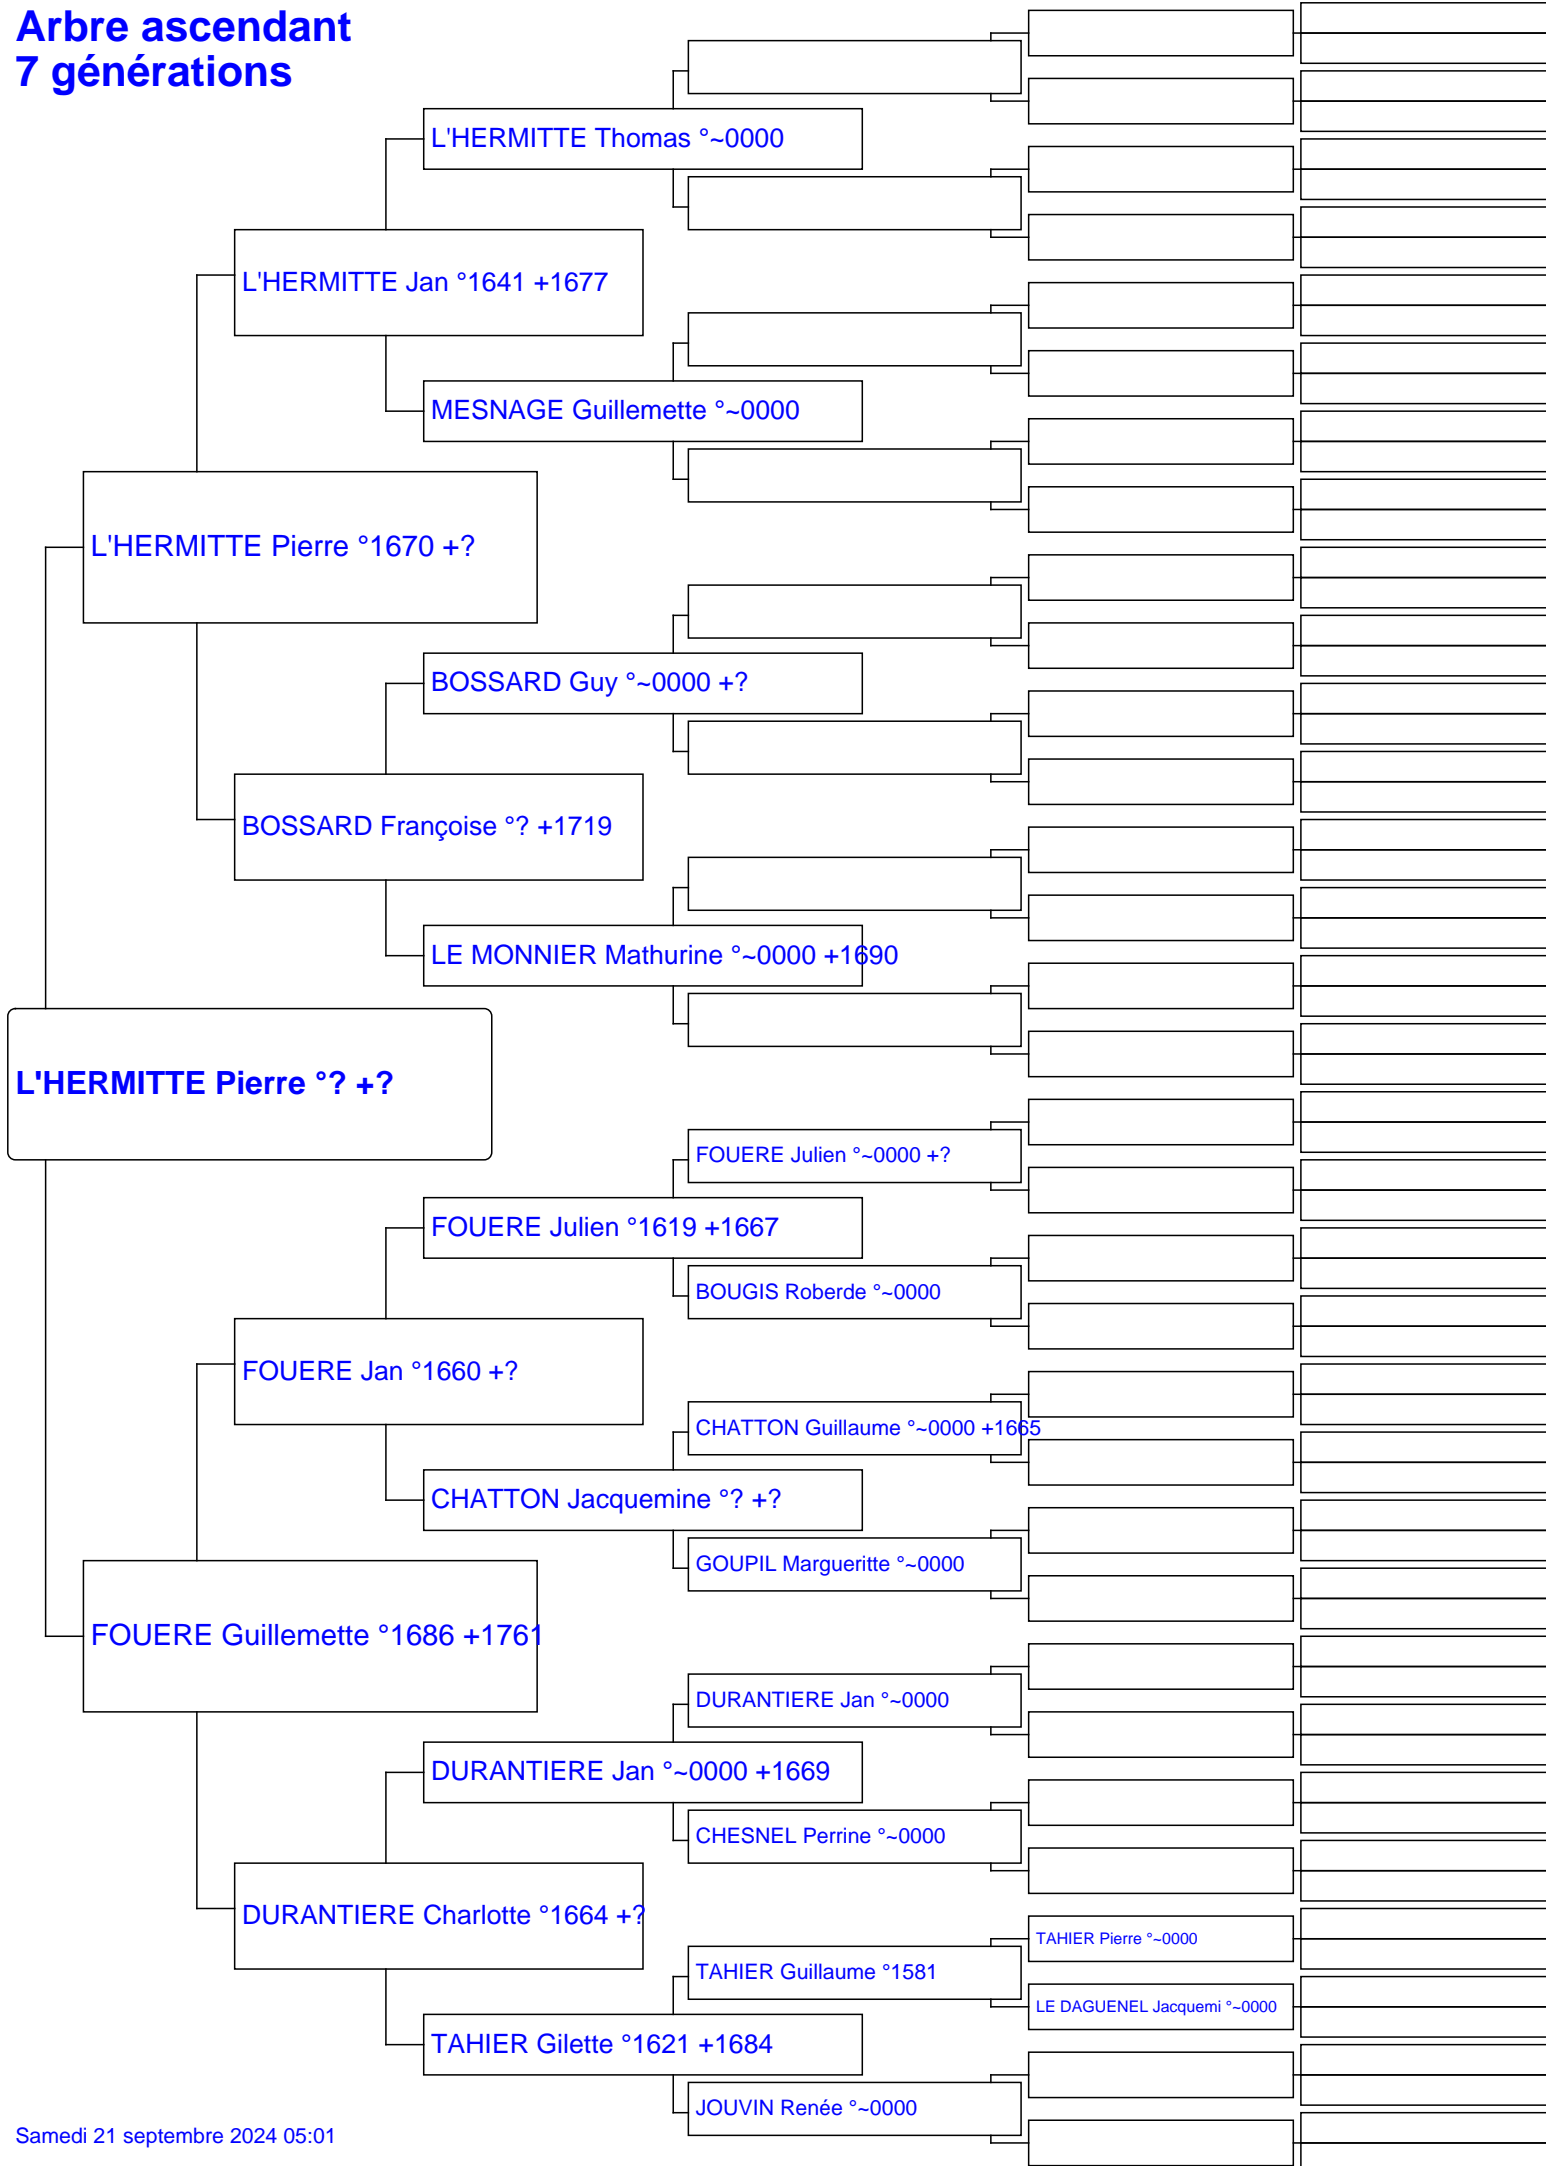 Arbre ascendant
7 générations
L'HERMITTE Thomas °~0000
L'HERMITTE Jan °1641 +1677
MESNAGE Guillemette °~0000
L'HERMITTE Pierre °1670 +?
BOSSARD Guy °~0000 +?
BOSSARD Françoise °? +1719
LE MONNIER Mathurine °~0000 +1690
L'HERMITTE Pierre °? +?
FOUERE Julien °~0000 +?
FOUERE Julien °1619 +1667
BOUGIS Roberde °~0000
FOUERE Jan °1660 +?
CHATTON Guillaume °~0000 +1665
CHATTON Jacquemine °? +?
GOUPIL Margueritte °~0000
FOUERE Guillemette °1686 +1761
DURANTIERE Jan °~0000
DURANTIERE Jan °~0000 +1669
CHESNEL Perrine °~0000
DURANTIERE Charlotte °1664 +?
TAHIER Pierre °~0000
TAHIER Guillaume °1581
LE DAGUENEL Jacquemi °~0000
TAHIER Gilette °1621 +1684
JOUVIN Renée °~0000
Samedi 21 septembre 2024 05:01